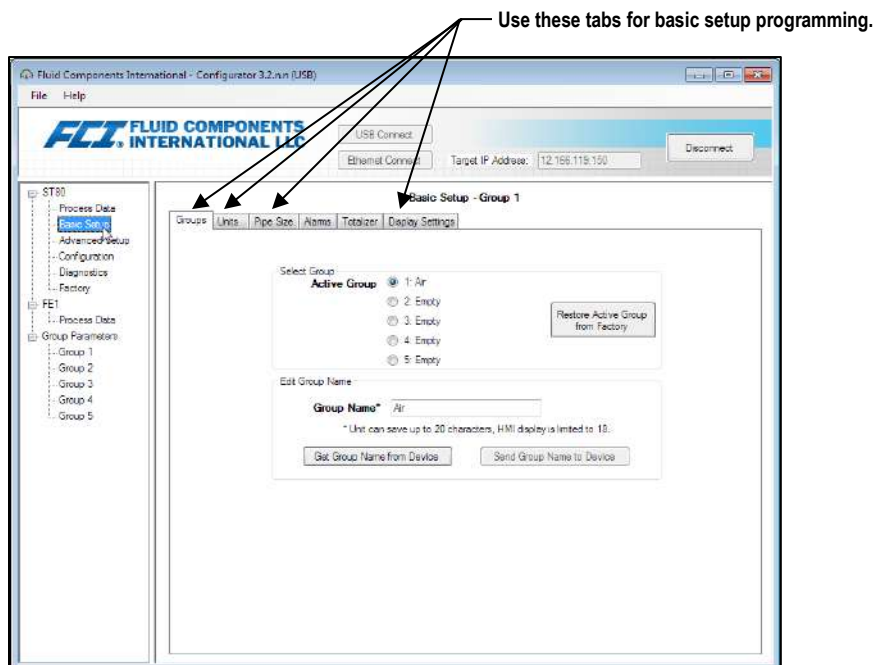 Use these tabs for basic setup programming.
Fluid Components International - Configurator 3.2.n.n (USB)
File Help
FCI. FLUID COMPONENTS
INTERNATIONAL LLC
USB Connect
Ethernet Connect
Target IP Address: 12.166.119.150
Disconnect
ST80
Process Data
Basic Setup
Advanced Setup
Configuration
Diagnostics
Factory
FE1
Process Data
Group Parameters
Group 1
Group 2
Group 3
Group 4
Group 5
Basic Setup - Group 1
Groups Units Pipe Size Alarms Totalizer Display Settings
Select Group
Active Group
1: Air
2: Empty
3: Empty
4: Empty
5: Empty
Restore Active Group
from Factory
Edit Group Name
Group Name* Air
* Unit can save up to 20 characters, HMI display is limited to 18.
Get Group Name from Device
Send Group Name to Device